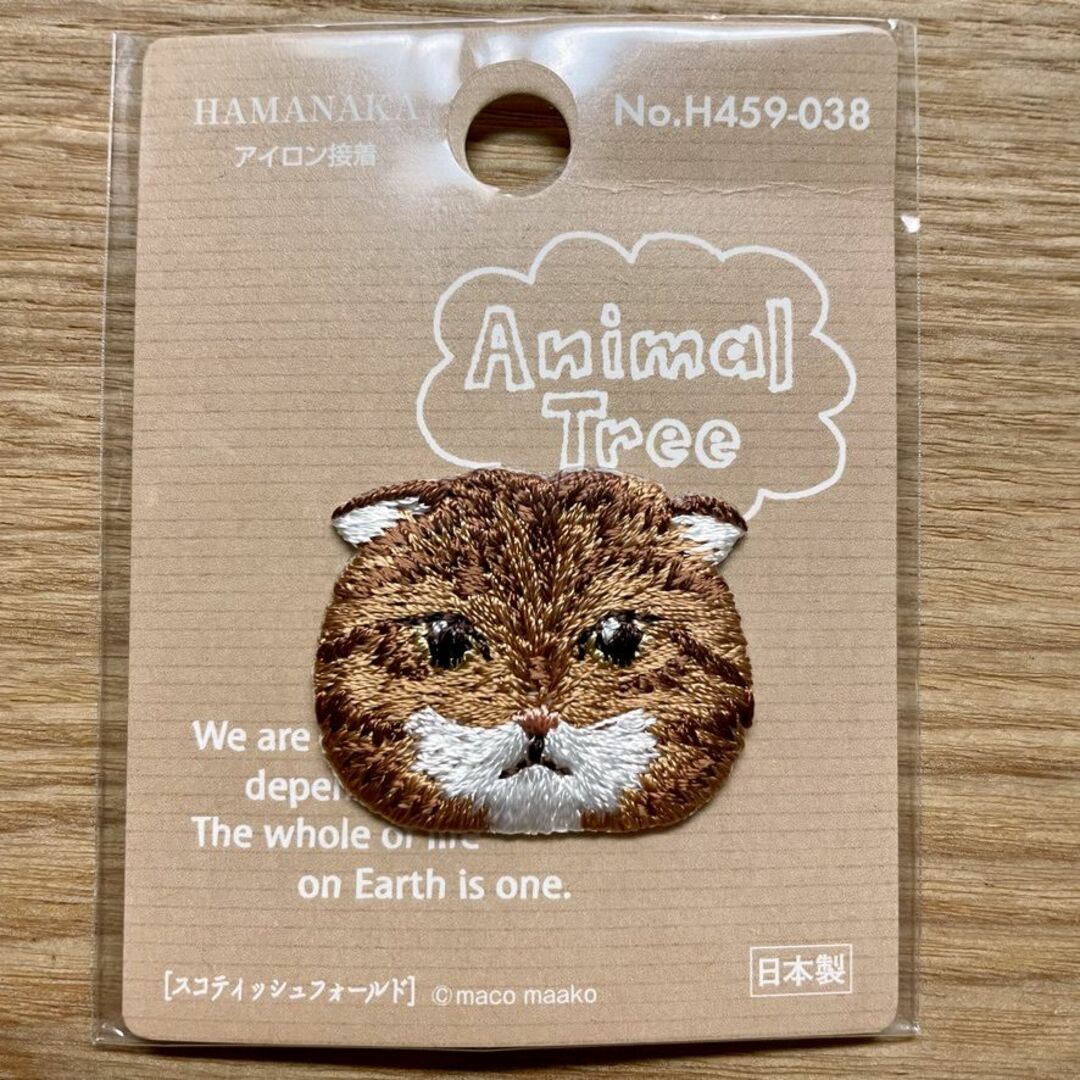 HAMANAKA
アイロン接着
No.H459-038
Animal
Tree
We are
The whole of life
on Earth is one.
[スコティッシュフォールド] ©maco maako
日本製